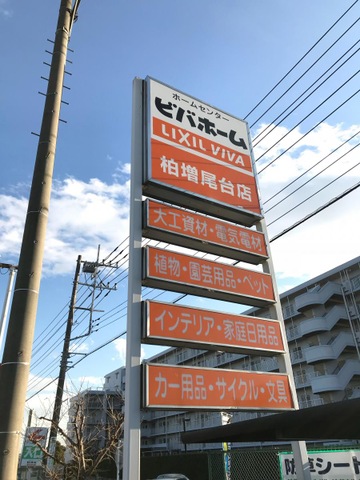 ホームセンター
ビバホーム
LIXIL VIVA
柏増尾台店
大工資材・電気電材
植物・園芸用品・ペット
インテリア・家庭日用品
カー用品・サイクル・文具